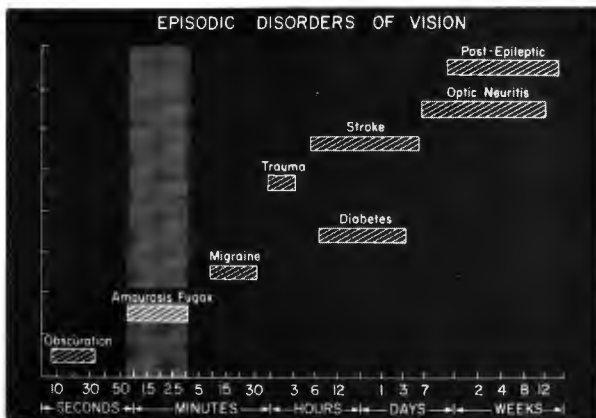 EPISODIC DISORDERS OF VISION
Post-Epileptic
Optic Neuritis
Stroke
Trauma
Diabetes
Migraine
Amaurosis Fugax
Obscuration
10 30 50 1.5 2.5 5 15 30 3 6 12 1 3 7 2 4 8 12
SECONDS MINUTES HOURS DAYS WEEKS